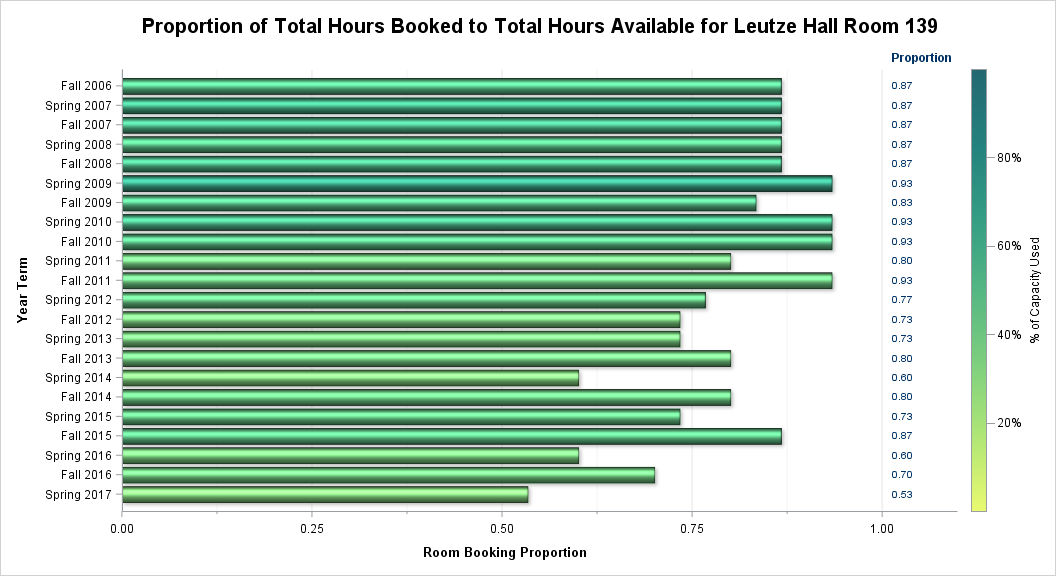 Proportion of Total Hours Booked to Total Hours Available for Leutze Hall Room 139
Proportion
Fall 2006 0.87
Spring 2007 0.87
Fall 2007 0.87
Spring 2008 0.87
Fall 2008 0.87
Spring 2009 0.93
Fall 2009 0.83
Spring 2010 0.93
Fall 2010 0.93
Spring 2011 0.80
Fall 2011 0.93
Spring 2012 0.77
Fall 2012 0.73
Spring 2013 0.73
Fall 2013 0.80
Spring 2014 0.60
Fall 2014 0.80
Spring 2015 0.73
Fall 2015 0.87
Spring 2016 0.60
Fall 2016 0.70
Spring 2017 0.53
Year Term
0.00 0.25 0.50 0.75 1.00
Room Booking Proportion
80%
60%
40%
20%
% of Capacity Used